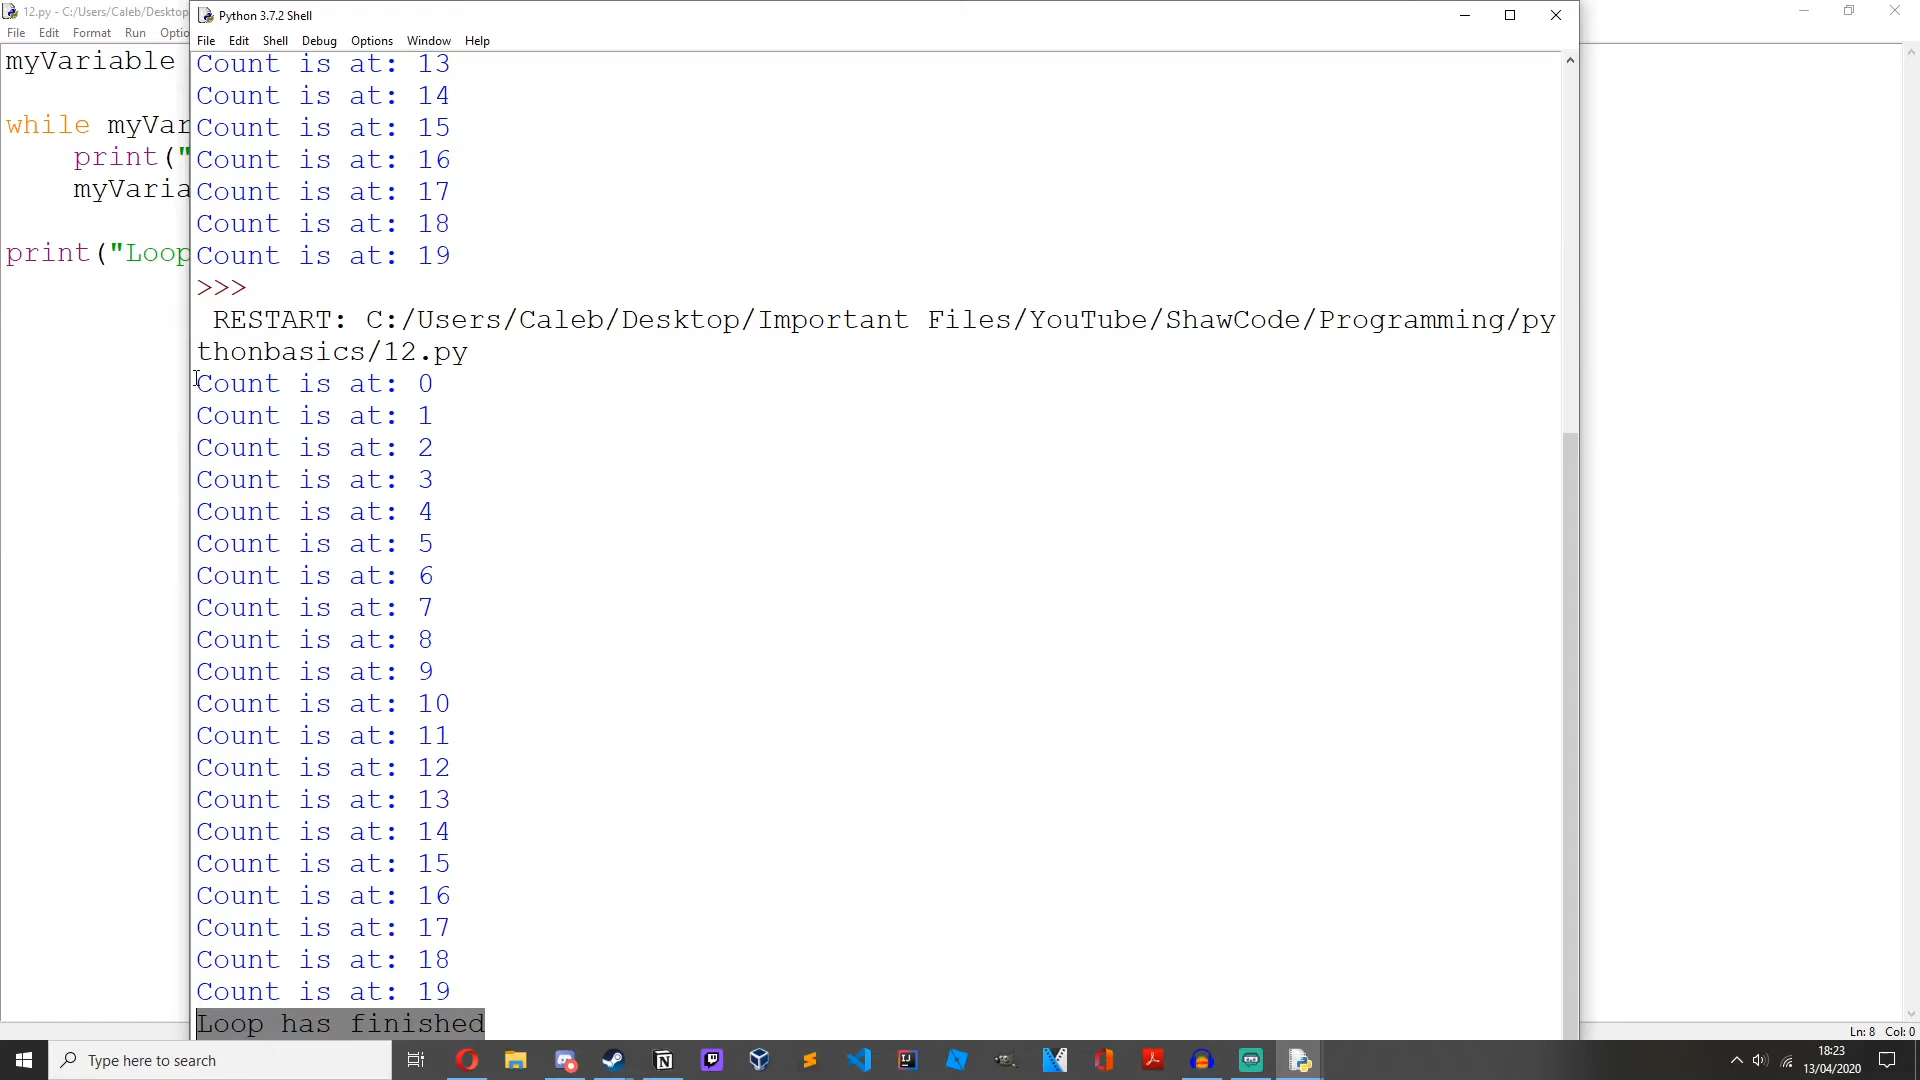 12.py - C:/Users/Caleb/Desktop
File Edit Format Run Optio
myVariable
while myVar
print("
myVaria
print("Loop
Python 3.7.2 Shell
File Edit Shell Debug Options Window Help
Count is at: 13
Count is at: 14
Count is at: 15
Count is at: 16
Count is at: 17
Count is at: 18
Count is at: 19
>>>
RESTART: C:/Users/Caleb/Desktop/Important Files/YouTube/ShawCode/Programming/py
thonbasics/12.py
Count is at: 0
Count is at: 1
Count is at: 2
Count is at: 3
Count is at: 4
Count is at: 5
Count is at: 6
Count is at: 7
Count is at: 8
Count is at: 9
Count is at: 10
Count is at: 11
Count is at: 12
Count is at: 13
Count is at: 14
Count is at: 15
Count is at: 16
Count is at: 17
Count is at: 18
Count is at: 19
Loop has finished
Ln: 8 Col: 0
Type here to search
18:23
13/04/2020